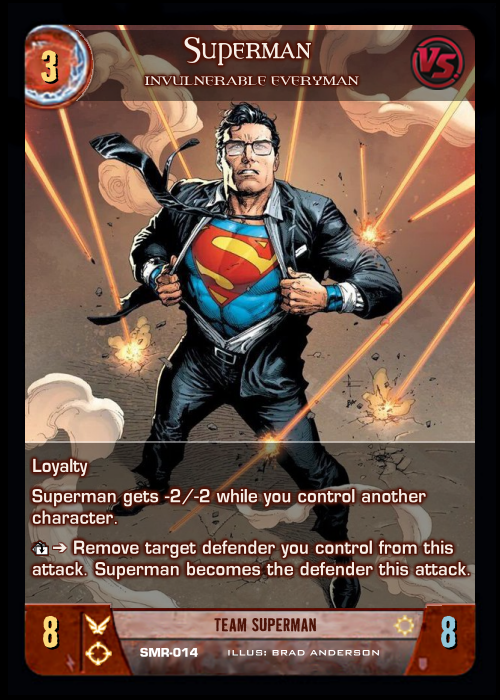 3
SUPERMAN
INVULNERABLE EVERYMAN
VS
Loyalty
Superman gets -2/-2 while you control another
character.
➔ Remove target defender you control from this
attack. Superman becomes the defender this attack.
8
TEAM SUPERMAN
8
SMR-014 ILLUS: BRAD ANDERSON